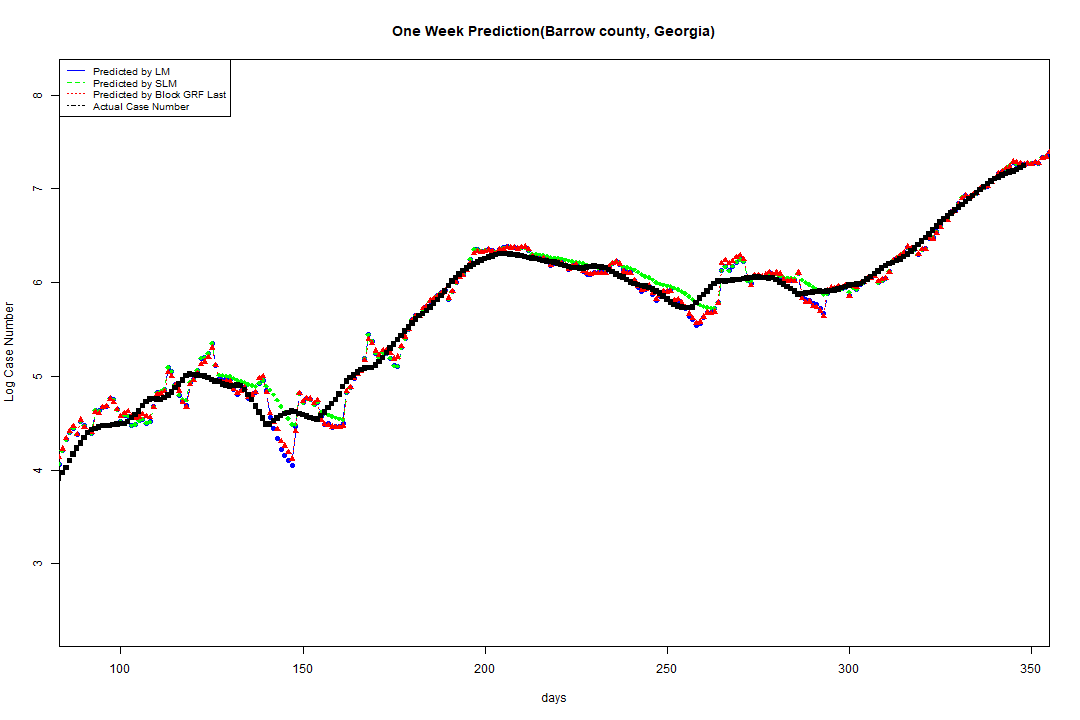 One Week Prediction(Barrow county, Georgia)
Predicted by LM
Predicted by SLM
Predicted by Block GRF Last
Actual Case Number
8
7
6
5
4
3
Log Case Number
100 150 200 250 300 350
days